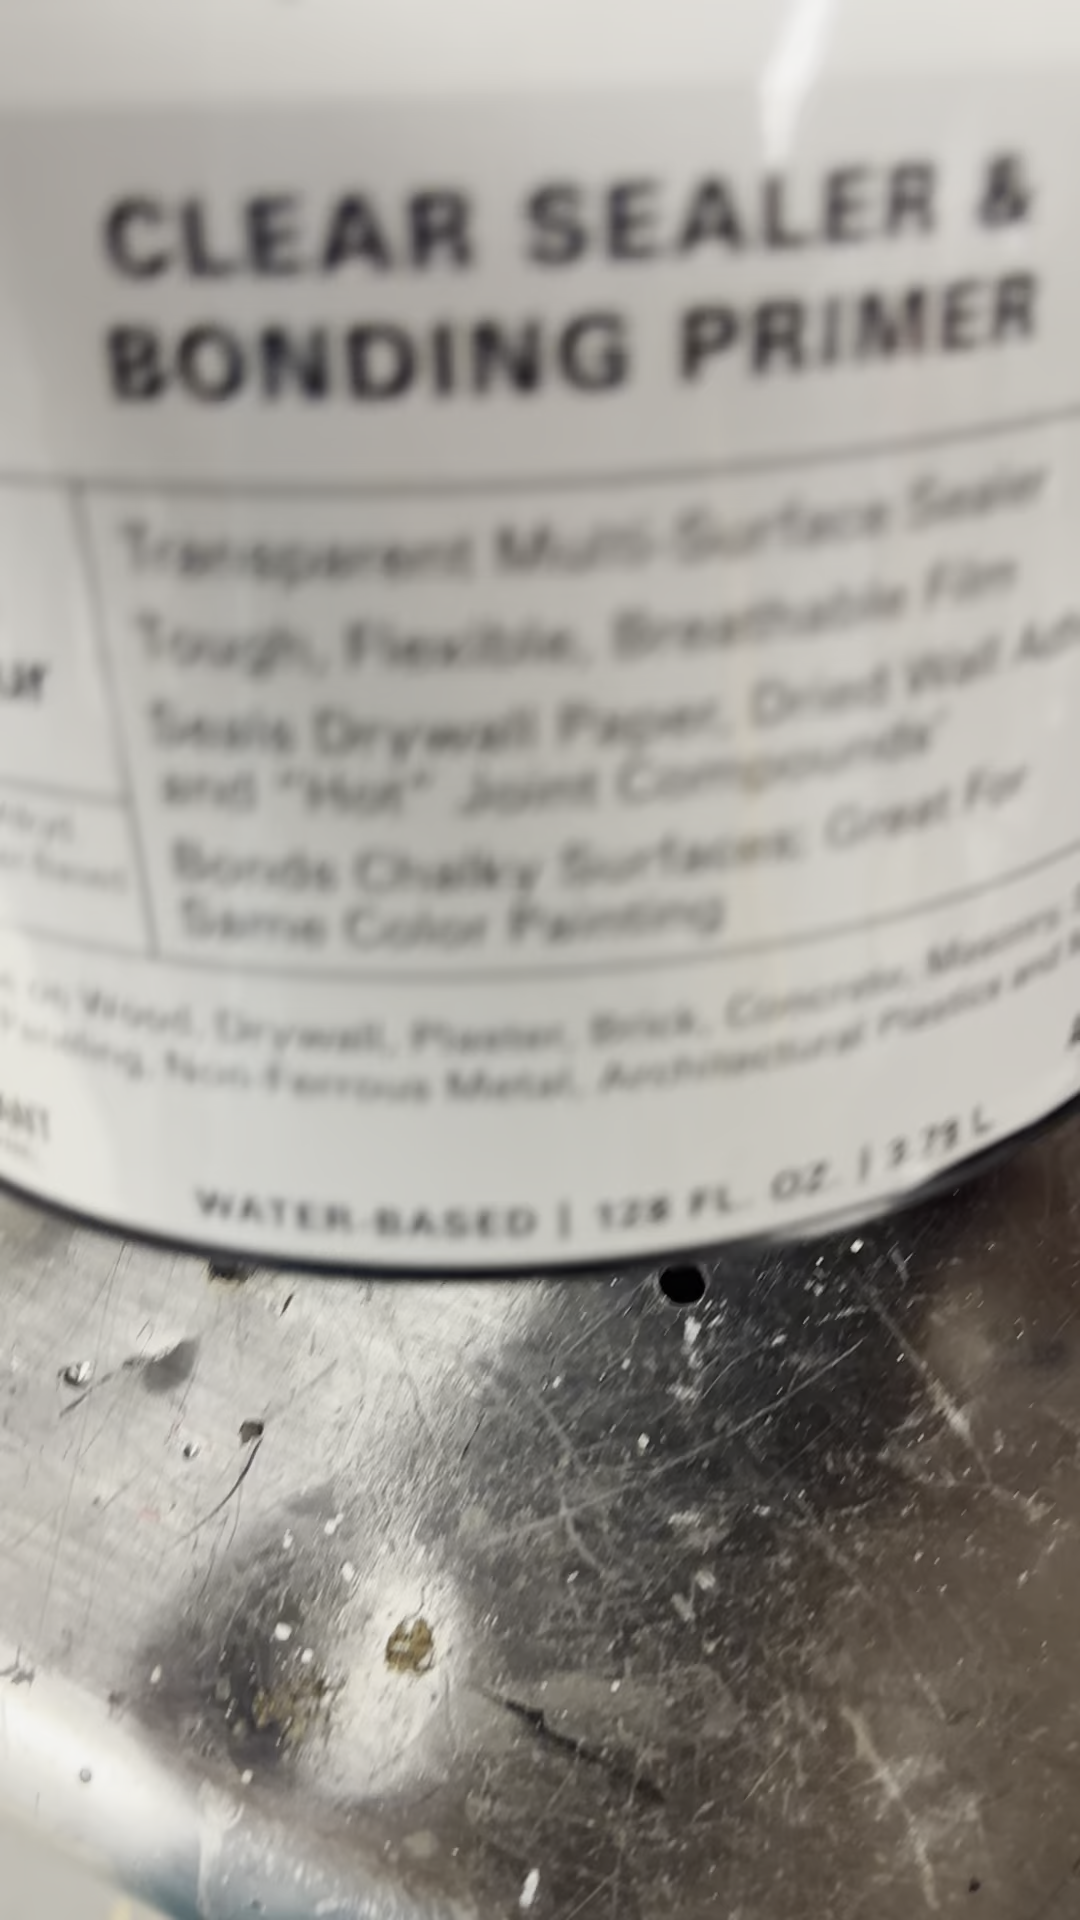 CLEAR SEALER &
BONDING PRIMER
Transparent Multi-Surface Sealer
Tough, Flexible, Breathable Film
Seals Drywall Paper, Dried Wall
and "Hot" Joint Compounds
Bonds Chalky Surfaces; Great For
Same Color Painting
Wood, Drywall, Plaster, Brick, Concrete, Masonry
Non-Ferrous Metal, Architectural Plastics and
WATER-BASED | 128 FL. OZ. | 3.78 L